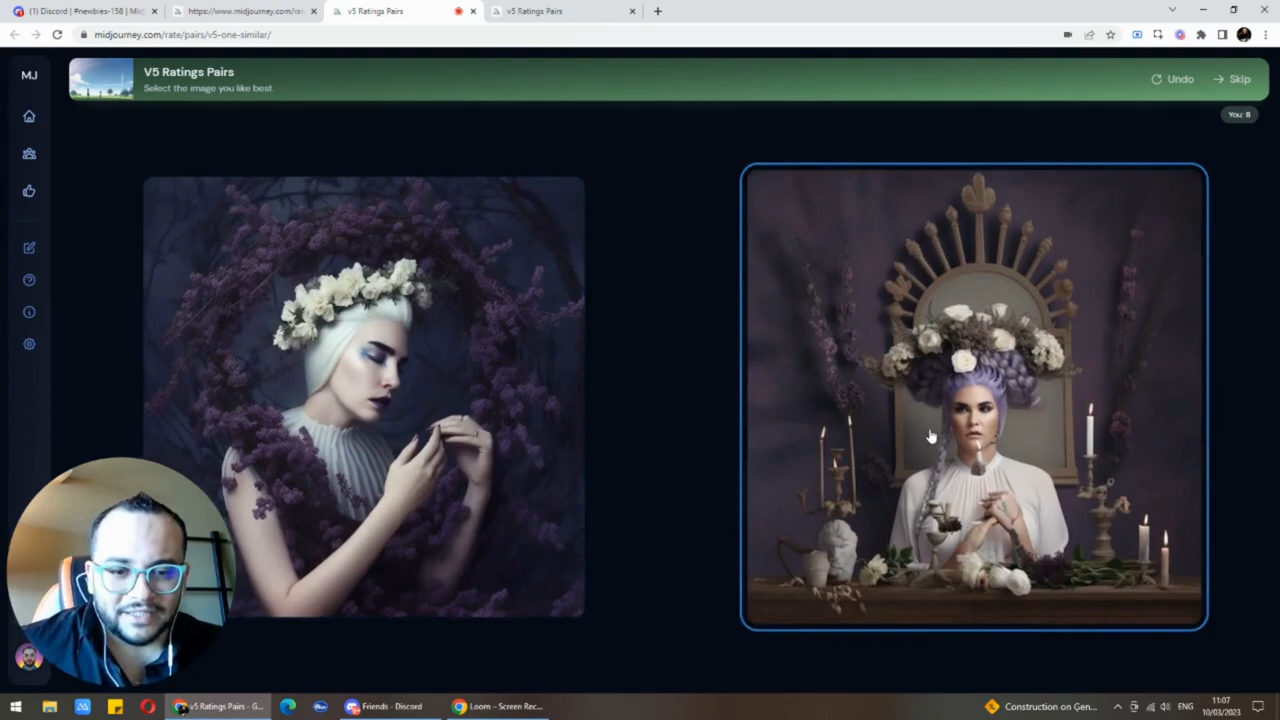 (1) Discord | #newbies-158 | Mid
https://www.midjourney.com/rat
v5 Ratings Pairs
v5 Ratings Pairs
midjourney.com/rate/pairs/v5-one-similar/
MJ
V5 Ratings Pairs
Select the image you like best.
Undo
Skip
You: 8
v5 Ratings Pairs - G...
Friends - Discord
Loom – Screen Rec...
Construction on Gen...
ENG
11:07
10/03/2023